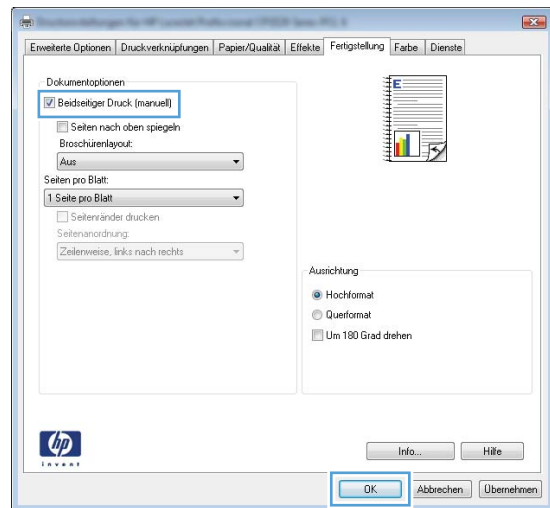 Erweiterte Optionen Druckverknüpfungen Papier/Qualität Effekte Fertigstellung Farbe Dienste
Dokumentoptionen
Beidseitiger Druck (manuell)
Seiten nach oben spiegeln
Broschürenlayout:
Aus
Seiten pro Blatt:
1 Seite pro Blatt
Seitenränder drucken
Seitenanordnung:
Zeilenweise, links nach rechts
E
Ausrichtung
Hochformat
Querformat
Um 180 Grad drehen
hp
invent
Info... Hilfe
OK Abbrechen Übernehmen